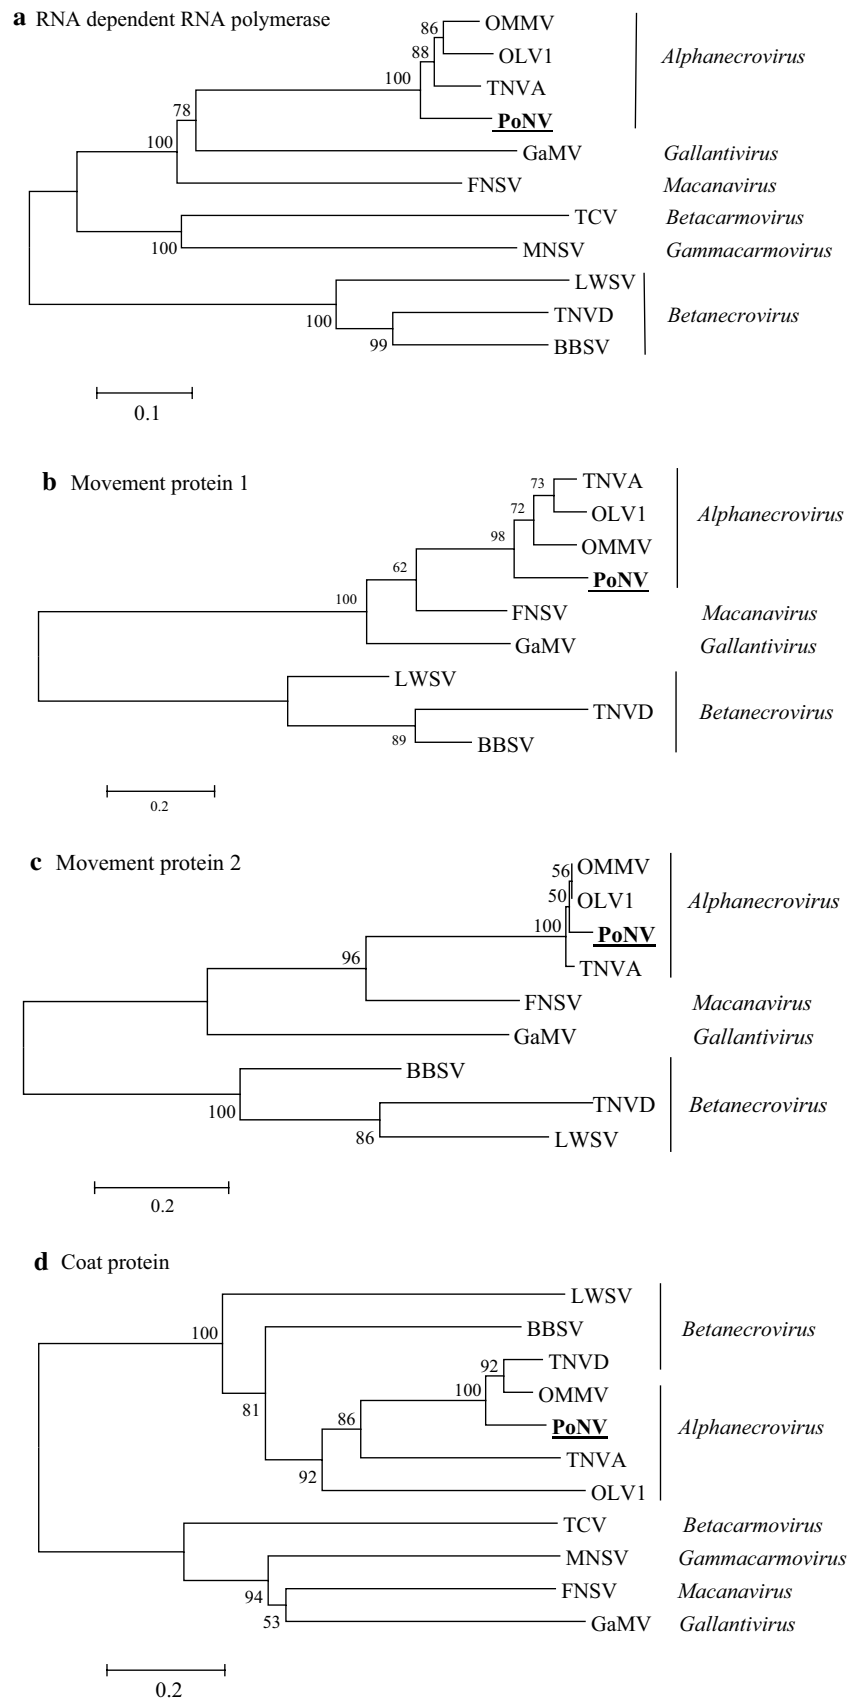 a RNA dependent RNA polymerase
86 OMMV
88 OLV1 Alphanecrovirus
100 TNVA
78 PoNV
100 GaMV Gallantivirus
FNSV Macanavirus
TCV Betacarmovirus
100 MNSV Gammacarmovirus
LWSV
100 TNVD Betanecrovirus
99 BBSV
0.1
b Movement protein 1
73 TNVA
72 OLV1 Alphanecrovirus
98 OMMV
62 PoNV
100 FNSV Macanavirus
GaMV Gallantivirus
LWSV
TNVD Betanecrovirus
89 BBSV
0.2
c Movement protein 2
56 OMMV
50 OLV1 Alphanecrovirus
100 PoNV
96 TNVA
FNSV Macanavirus
GaMV Gallantivirus
BBSV
100 TNVD Betanecrovirus
86 LWSV
0.2
d Coat protein
LWSV
100 BBSV Betanecrovirus
92 TNVD
100 OMMV
81 86 PoNV Alphanecrovirus
TNVA
92 OLV1
TCV Betacarmovirus
MNSV Gammacarmovirus
94 FNSV Macanavirus
53 GaMV Gallantivirus
0.2